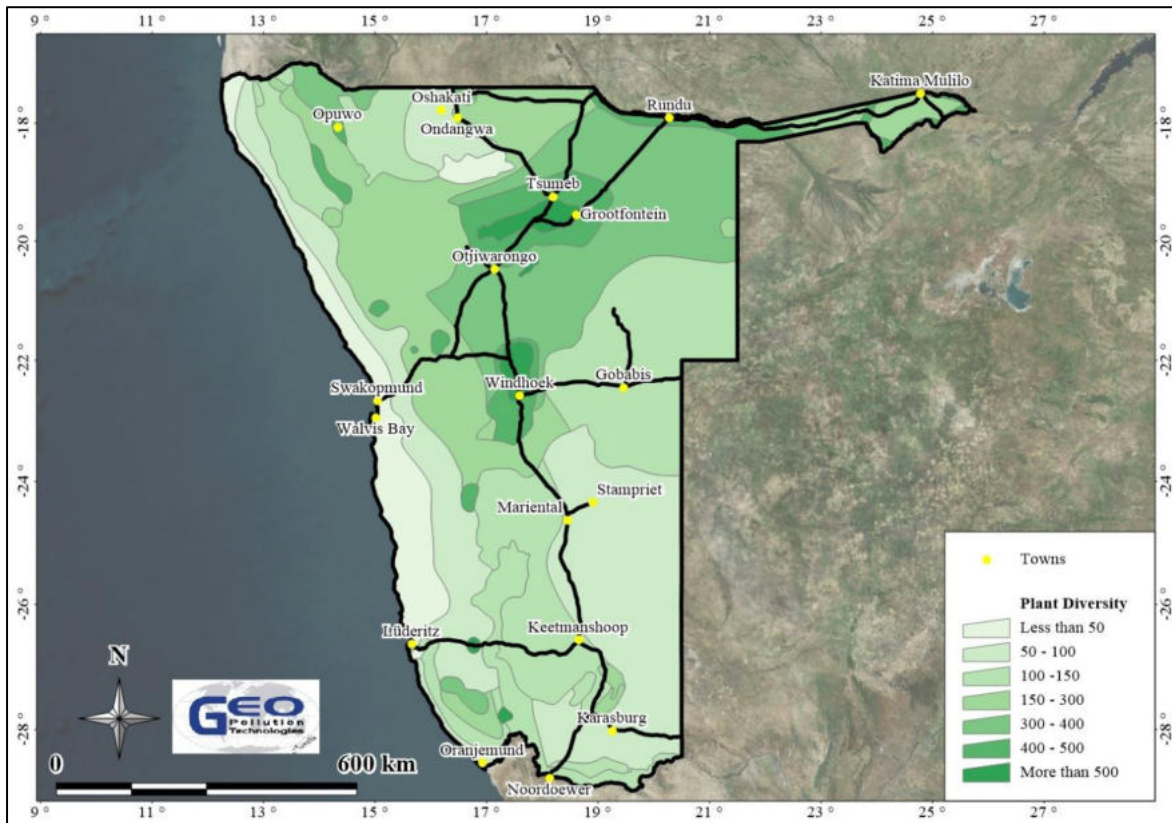 9 °
11 °
13 °
15 °
17 °
19 °
21 °
23 °
25 °
27 °
-18 °
-20 °
-22 °
-24 °
-26 °
-28 °
-18 °
-20 °
-22 °
-24 °
-26 °
-28 °
Katima Mulilo
Oshakati
Rundu
Opuwo
Ondangwa
Tsumeb
Grootfontein
Otjiwarongo
Swakopmund
Windhoek
Gobabis
Walvis Bay
Stampriet
Mariental
Lüderitz
Keetmanshoop
Karasburg
Oranjemund
Noordoewer
N
GEO
Pollution
Technologies
0
600 km
Towns
Plant Diversity
Less than 50
50 - 100
100 -150
150 - 300
300 - 400
400 - 500
More than 500
9 °
11 °
13 °
15 °
17 °
19 °
21 °
23 °
25 °
27 °